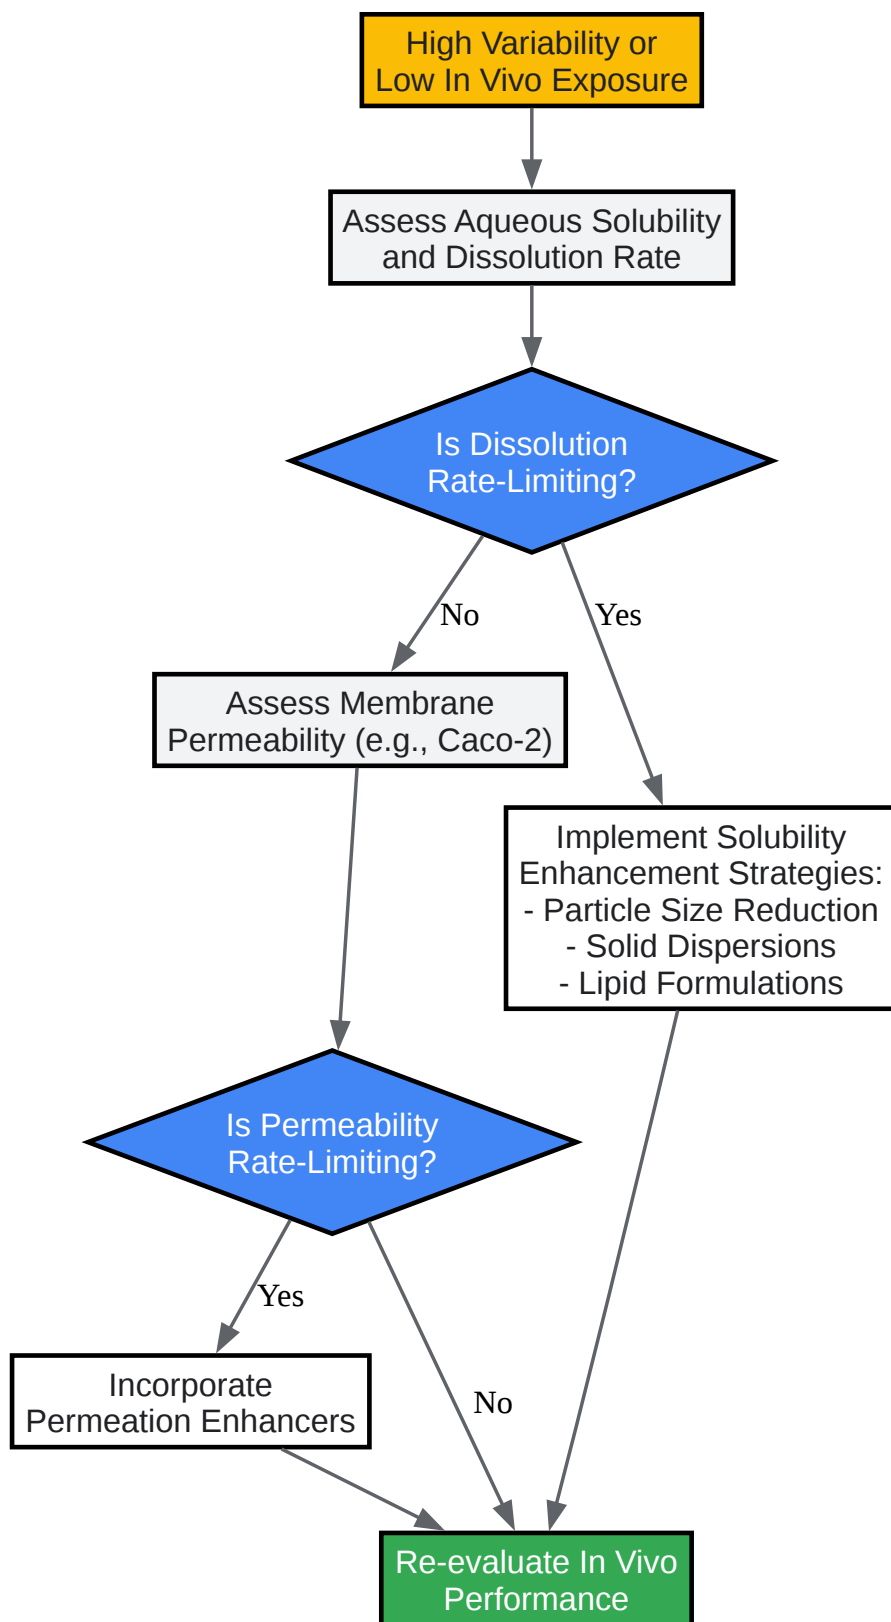 High Variability or
Low In Vivo Exposure
Assess Aqueous Solubility
and Dissolution Rate
Is Dissolution
Rate-Limiting?
No
Yes
Assess Membrane
Permeability (e.g., Caco-2)
Implement Solubility
Enhancement Strategies:
- Particle Size Reduction
- Solid Dispersions
- Lipid Formulations
Is Permeability
Rate-Limiting?
Yes
No
Incorporate
Permeation Enhancers
Re-evaluate In Vivo
Performance